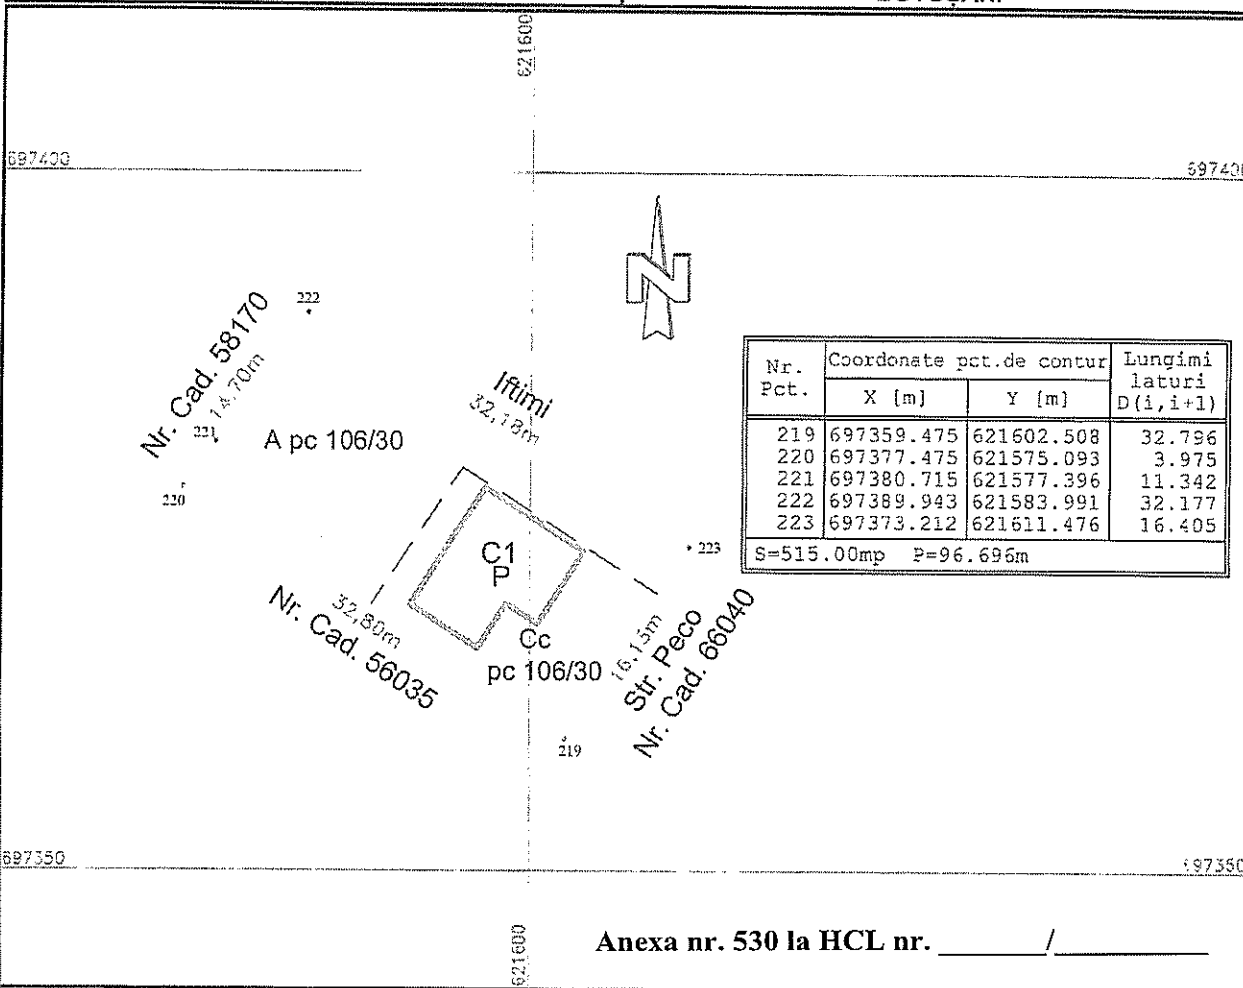 621600
697400
69740
N
222
Nr. Cad. 58170
14.70m
221
A pc 106/30
220
Iftimi
32,18m
Nr. Pct. Coordonate pct.de contur Lungimi laturi D(i,i+1)
X [m] Y [m]
219 697359.475 621602.508 32.796
220 697377.475 621575.093 3.975
221 697380.715 621577.396 11.342
222 697389.943 621583.991 32.177
223 697373.212 621611.476 16.405
S=515.00mp P=96.696m
223
C1
P
32,80m
Nr. Cad. 56035
Cc
pc 106/30
16,15m
Str. Peco
Nr. Cad. 66040
219
697350
697350
621600
Anexa nr. 530 la HCL nr. ______/________